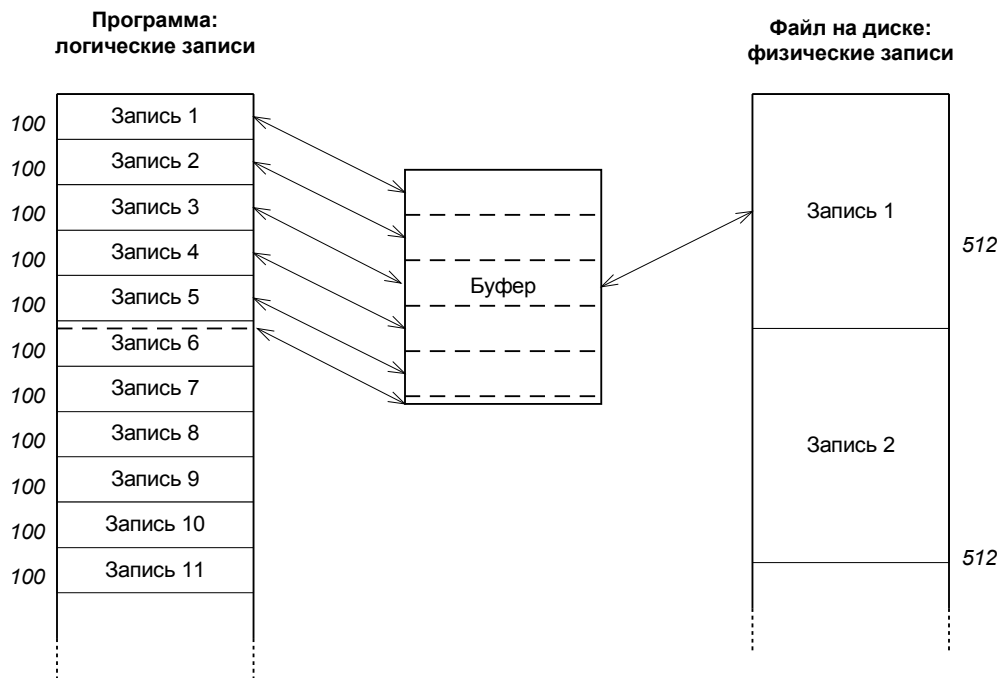 Программа:
логические записи
Файл на диске:
физические записи
100 Запись 1
100 Запись 2
100 Запись 3
100 Запись 4
100 Запись 5
100 Запись 6
100 Запись 7
100 Запись 8
100 Запись 9
100 Запись 10
100 Запись 11
Буфер
Запись 1
512
Запись 2
512